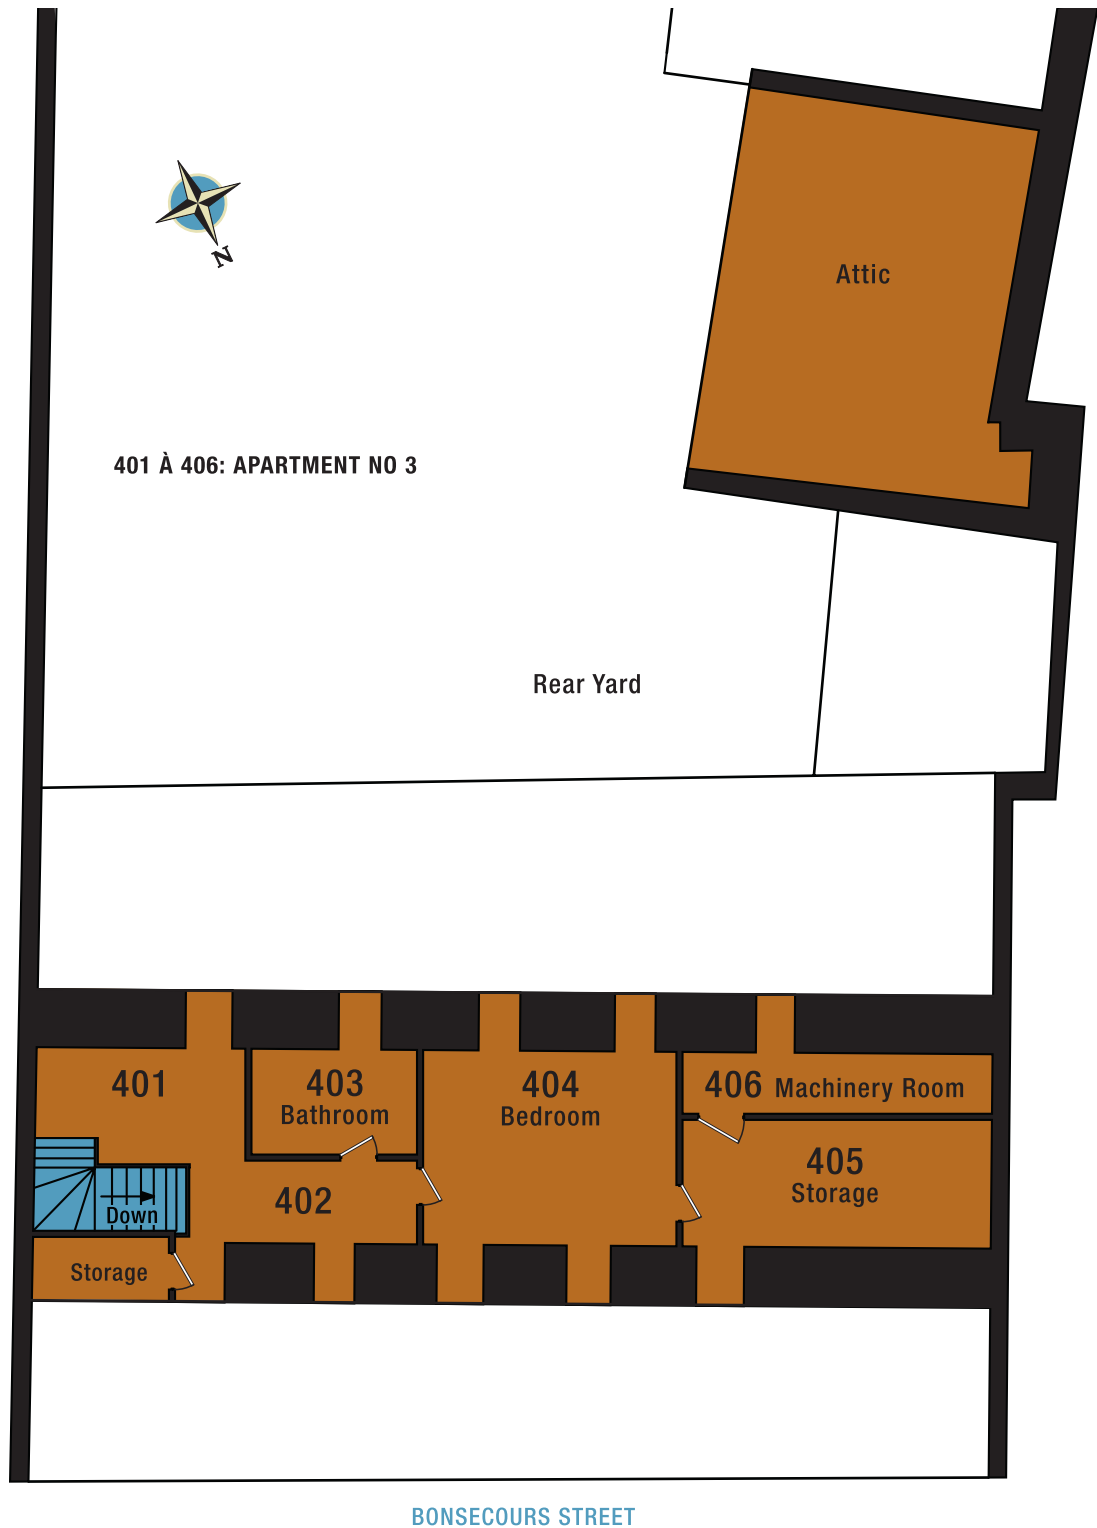 N
Attic
401 À 406: APARTMENT NO 3
Rear Yard
401
403
Bathroom
404
Bedroom
406 Machinery Room
405
Storage
402
Down
Storage
BONSECOURS STREET